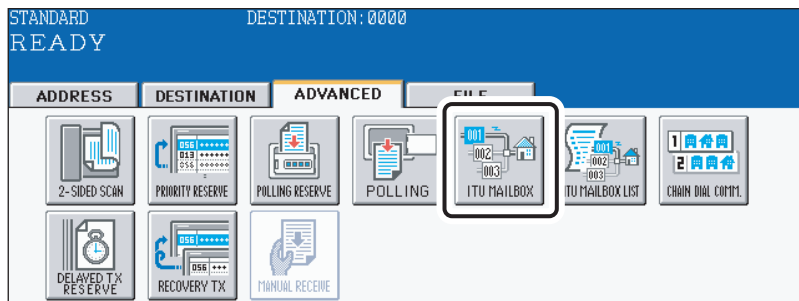 STANDARD DESTINATION:0000
READY
ADDRESS DESTINATION ADVANCED FILE
2-SIDED SCAN PRIORITY RESERVE POLLING RESERVE POLLING ITU MAILBOX ITU MAILBOX LIST CHAIN DIAL COMM.
DELAYED TX
RESERVE
RECOVERY TX MANUAL RECEIVE